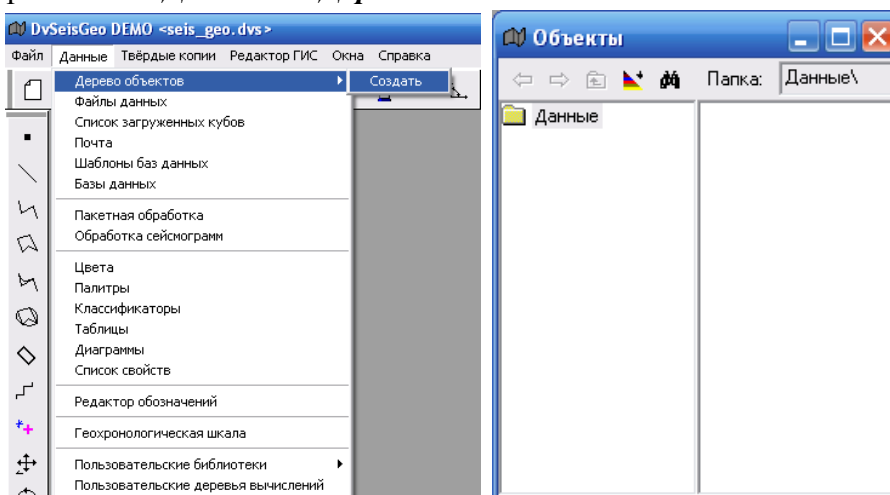 DvSeisGeo DEMO <seis_geo.dvs>
Файл Данные Твёрдые копии Редактор ГИС Окна Справка
Дерево объектов
Создать
Файлы данных
Список загруженных кубов
Почта
Шаблоны баз данных
Базы данных
Пакетная обработка
Обработка сейсмограмм
Цвета
Палитры
Классификаторы
Таблицы
Диаграммы
Список свойств
Редактор обозначений
Геохронологическая шкала
Пользовательские библиотеки
Пользовательские деревья вычислений
Объекты
Папка: Данные\
Данные